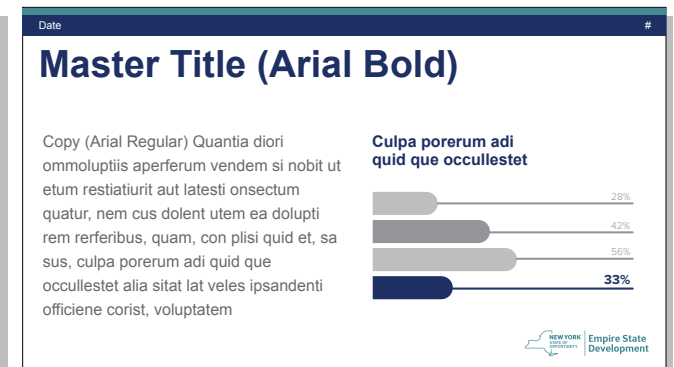 Date
#
Master Title (Arial Bold)
Copy (Arial Regular) Quantia diori
ommoluptiis aperferum vendem si nobit ut
etum restiatiurit aut latesti onsectum
quatur, nem cus dolent utem ea dolupti
rem rerferibus, quam, con plisi quid et, sa
sus, culpa porerum adi quid que
occullestet alia sitat lat veles ipsandenti
officiene corist, voluptatem
Culpa porerum adi
quid que occullestet
28%
42%
56%
33%
NEW YORK
STATE OF
OPPORTUNITY
Empire State
Development